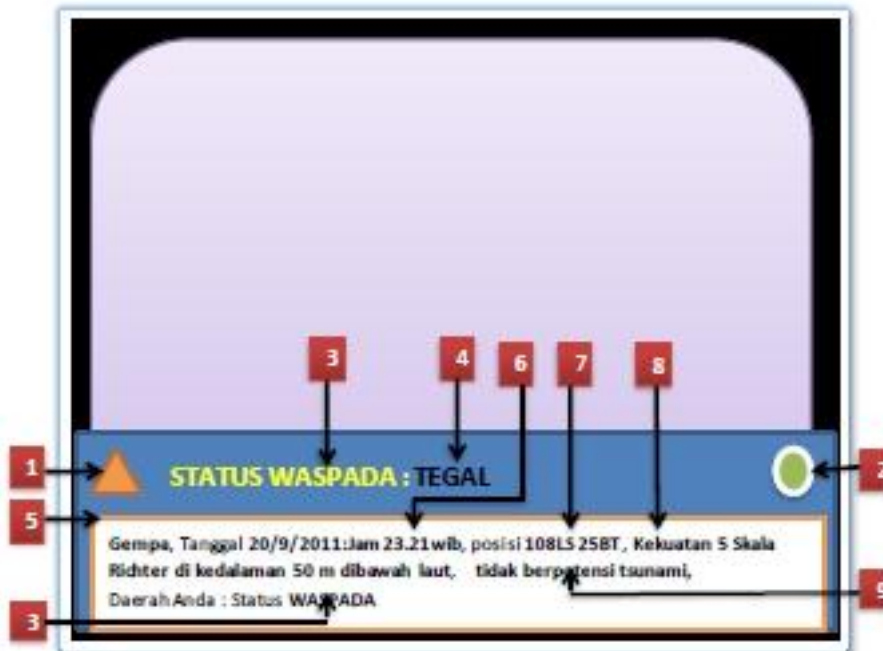 3 4 6 7 8
1 STATUS WASPADA : TEGAL 2
5
Gempa, Tanggal 20/9/2011:Jam 23.21wib, posisi 108LS 25BT, Kekuatan 5 Skala
Richter di kedalaman 50 m dibawah laut, tidak berpotensi tsunami,
9
Daerah Anda : Status WASPADA
3